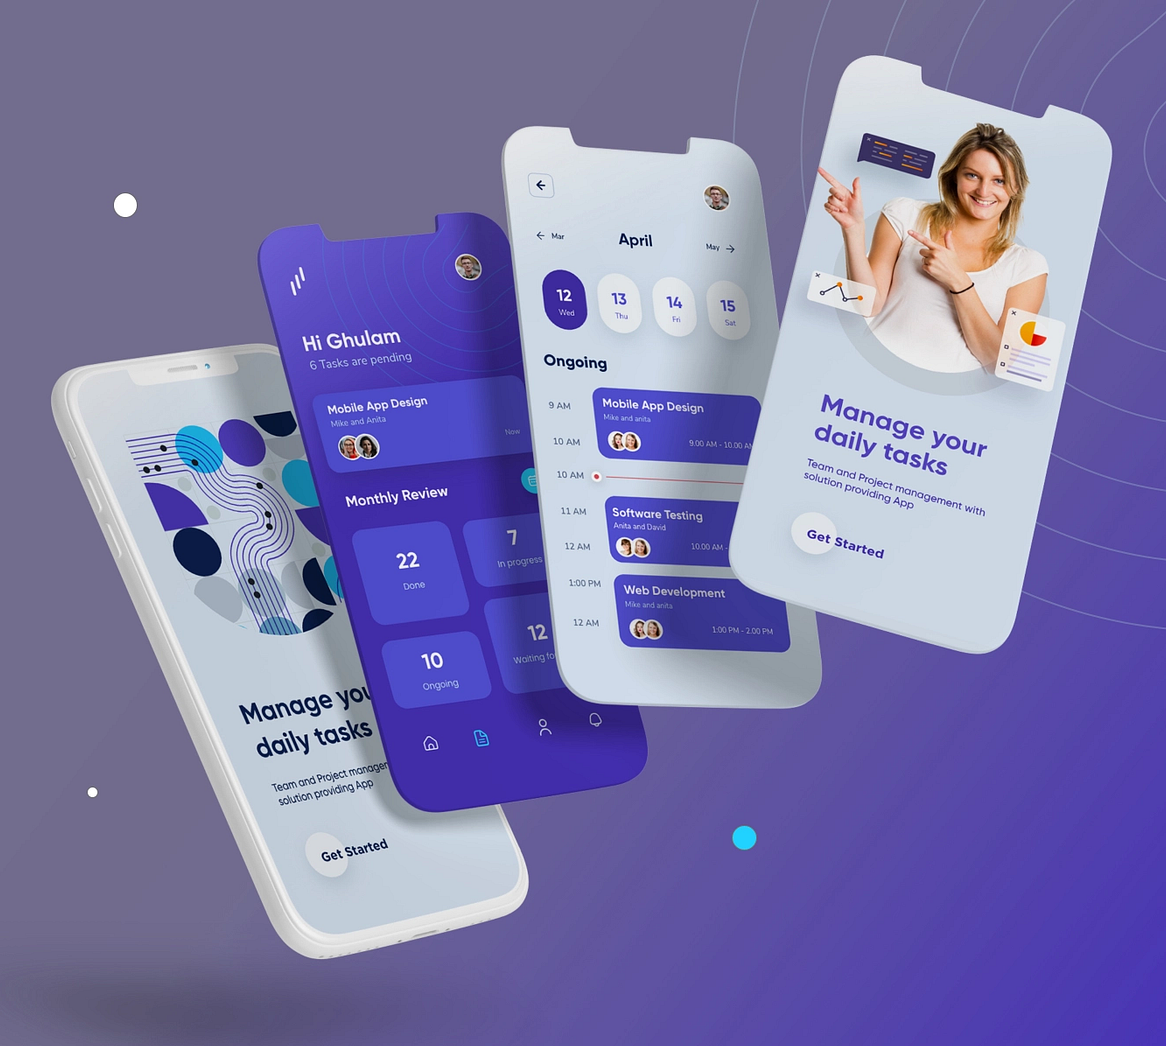 Manage you
daily tasks
Team and Project manager
solution providing App
Get Started
Hi Ghulam
6 Tasks are pending
Mobile App Design
Mike and Anita
Now
Monthly Review
22
Done
7
In progress
10
Ongoing
12
Waiting for
Mar
April
May
12
Wed
13
Thu
14
Fri
15
Sat
Ongoing
9 AM
Mobile App Design
Mike and anita
10 AM
9.00 AM - 10.00 AM
10 AM
11 AM
Software Testing
Anita and David
12 AM
10.00 AM -
1:00 PM
Web Development
Mike and anita
12 AM
1:00 PM - 2.00 PM
Manage your
daily tasks
Team and Project management with
solution providing App
Get Started